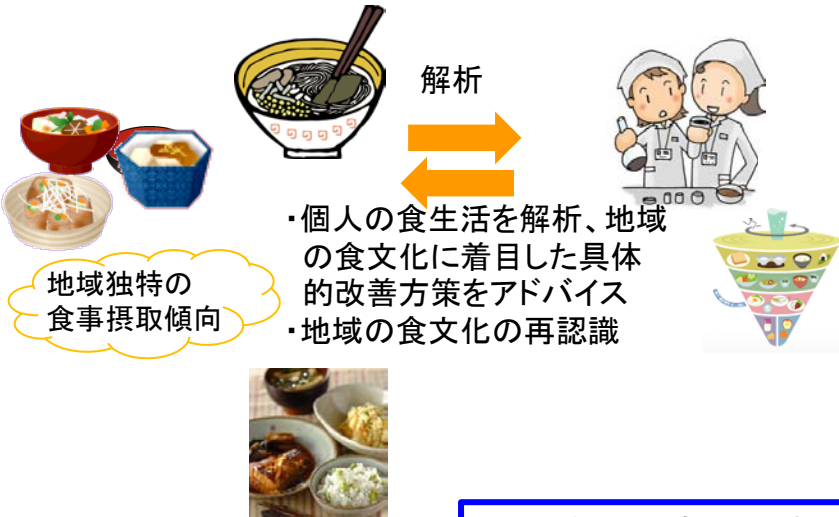 解析
・個人の食生活を解析、地域
の食文化に着目した具体
的改善方策をアドバイス
・地域の食文化の再認識
地域独特の
食事摂取傾向